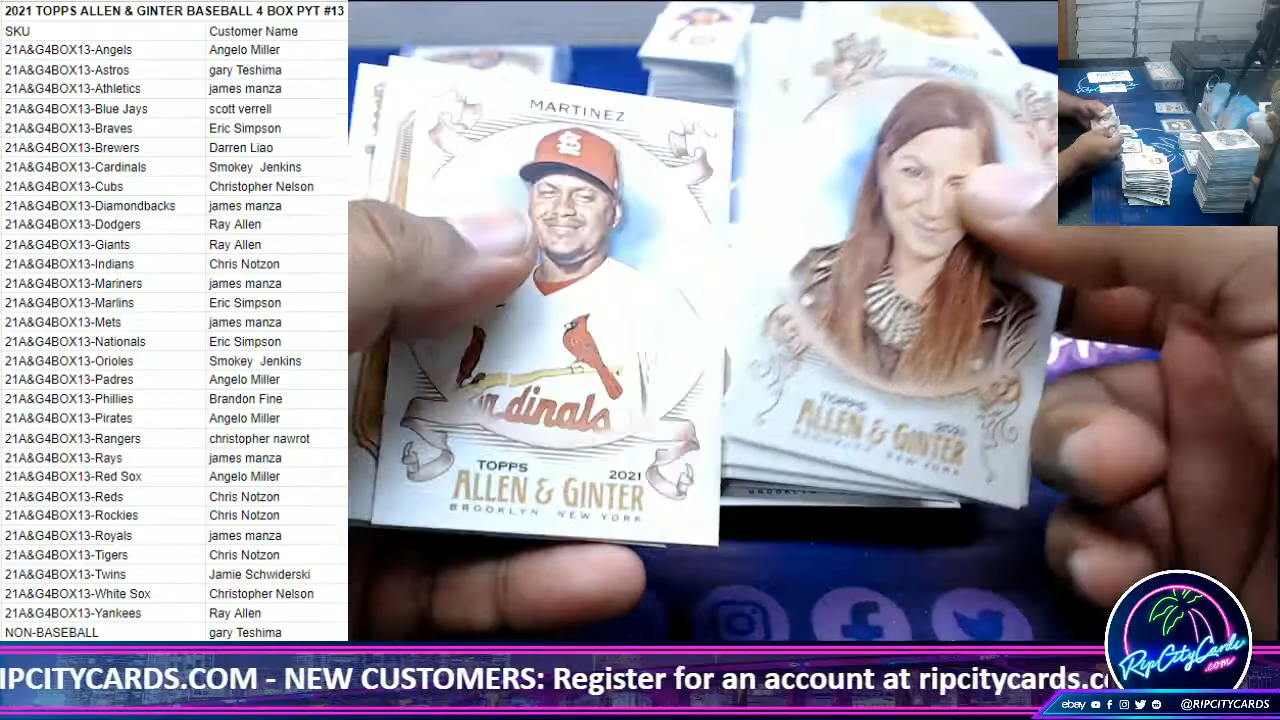 2021 TOPPS ALLEN & GINTER BASEBALL 4 BOX PYT #13
SKU Customer Name
21A&G4BOX13-Angels Angelo Miller
21A&G4BOX13-Astros gary Teshima
21A&G4BOX13-Athletics james manza
21A&G4BOX13-Blue Jays scott verrell
21A&G4BOX13-Braves Eric Simpson
21A&G4BOX13-Brewers Darren Liao
21A&G4BOX13-Cardinals Smokey  Jenkins
21A&G4BOX13-Cubs Christopher Nelson
21A&G4BOX13-Diamondbacks james manza
21A&G4BOX13-Dodgers Ray Allen
21A&G4BOX13-Giants Ray Allen
21A&G4BOX13-Indians Chris Notzon
21A&G4BOX13-Mariners james manza
21A&G4BOX13-Marlins Eric Simpson
21A&G4BOX13-Mets james manza
21A&G4BOX13-Nationals Eric Simpson
21A&G4BOX13-Orioles Smokey  Jenkins
21A&G4BOX13-Padres Angelo Miller
21A&G4BOX13-Phillies Brandon Fine
21A&G4BOX13-Pirates Angelo Miller
21A&G4BOX13-Rangers christopher nawrot
21A&G4BOX13-Rays james manza
21A&G4BOX13-Red Sox Angelo Miller
21A&G4BOX13-Reds Chris Notzon
21A&G4BOX13-Rockies Chris Notzon
21A&G4BOX13-Royals james manza
21A&G4BOX13-Tigers Chris Notzon
21A&G4BOX13-Twins Jamie Schwiderski
21A&G4BOX13-White Sox Christopher Nelson
21A&G4BOX13-Yankees Ray Allen
NON-BASEBALL gary Teshima
MARTINEZ
dinals
TOPPS 2021
ALLEN & GINTER
BROOKLYN NEW YORK
TOPPS
ALLEN & GINTER
BROOKLYN
RipCityCards
.com
IPCITYCARDS.COM - NEW CUSTOMERS: Register for an account at ripcitycards.c
ebay @RIPCITYCARDS